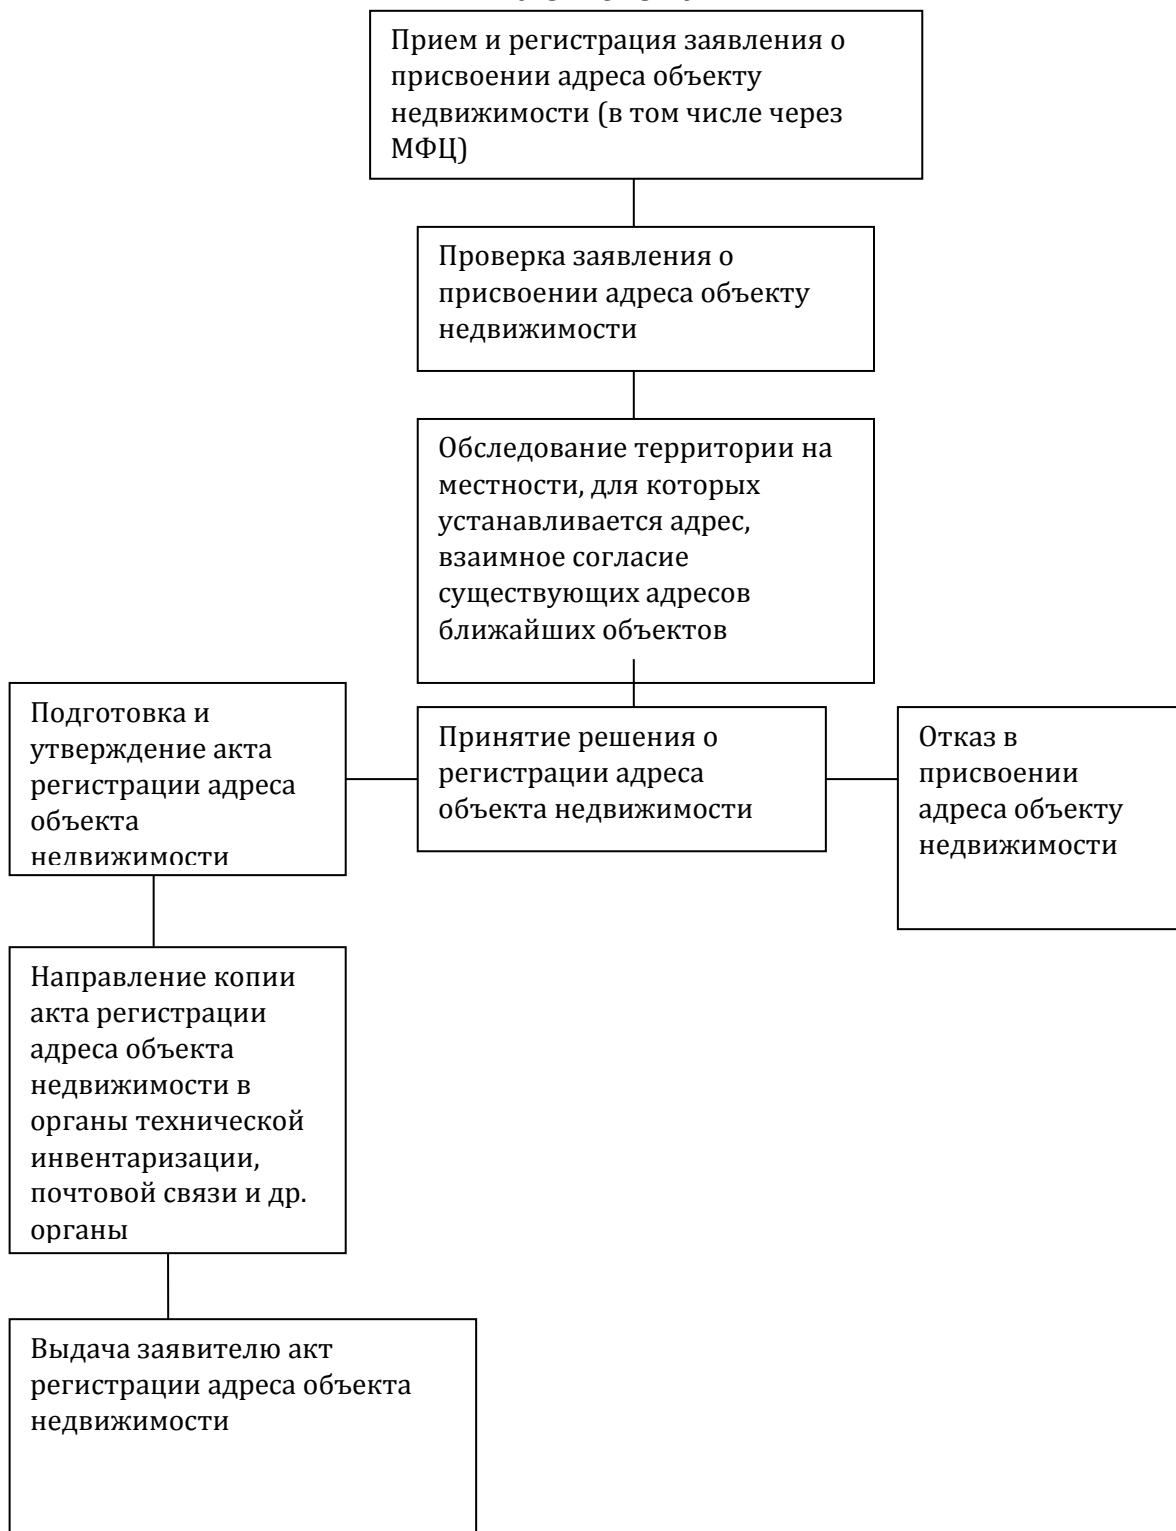 Прием и регистрация заявления о
присвоении адреса объекту
недвижимости (в том числе через
МФЦ)
Проверка заявления о
присвоении адреса объекту
недвижимости
Обследование территории на
местности, для которых
устанавливается адрес,
взаимное согласие
существующих адресов
ближайших объектов
Подготовка и
утверждение акта
регистрации адреса
объекта
недвижимости
Принятие решения о
регистрации адреса
объекта недвижимости
Отказ в
присвоении
адреса объекту
недвижимости
Направление копии
акта регистрации
адреса объекта
недвижимости в
органы технической
инвентаризации,
почтовой связи и др.
органы
Выдача заявителю акт
регистрации адреса объекта
недвижимости